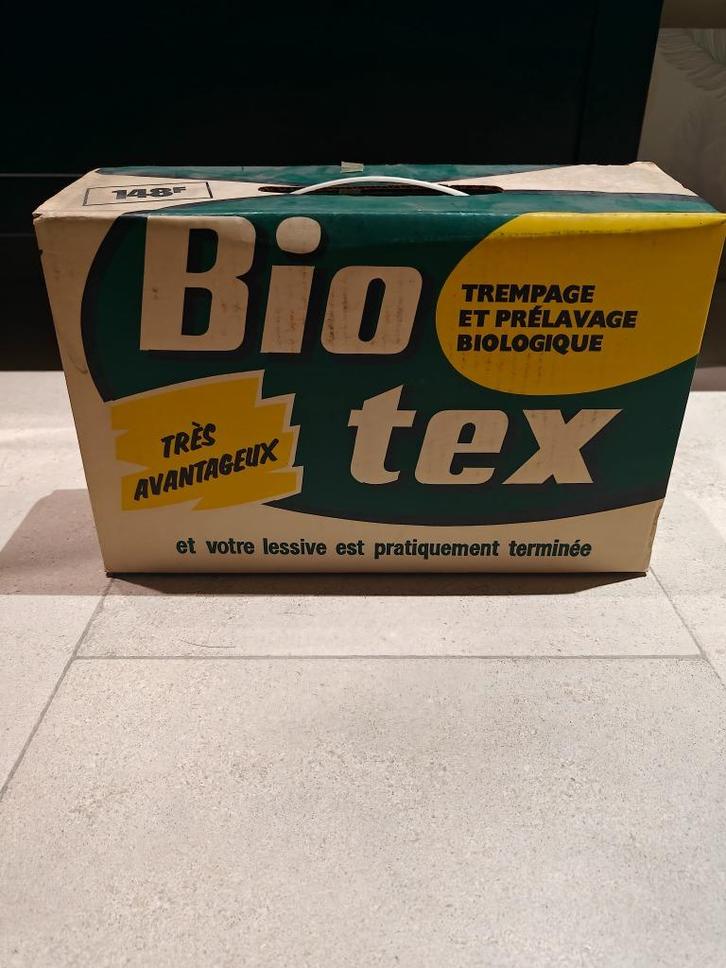 148F
Bio
tex
TREMPAGE
ET PRÉLAVAGE
BIOLOGIQUE
TRÈS
AVANTAGEUX
et votre lessive est pratiquement terminée